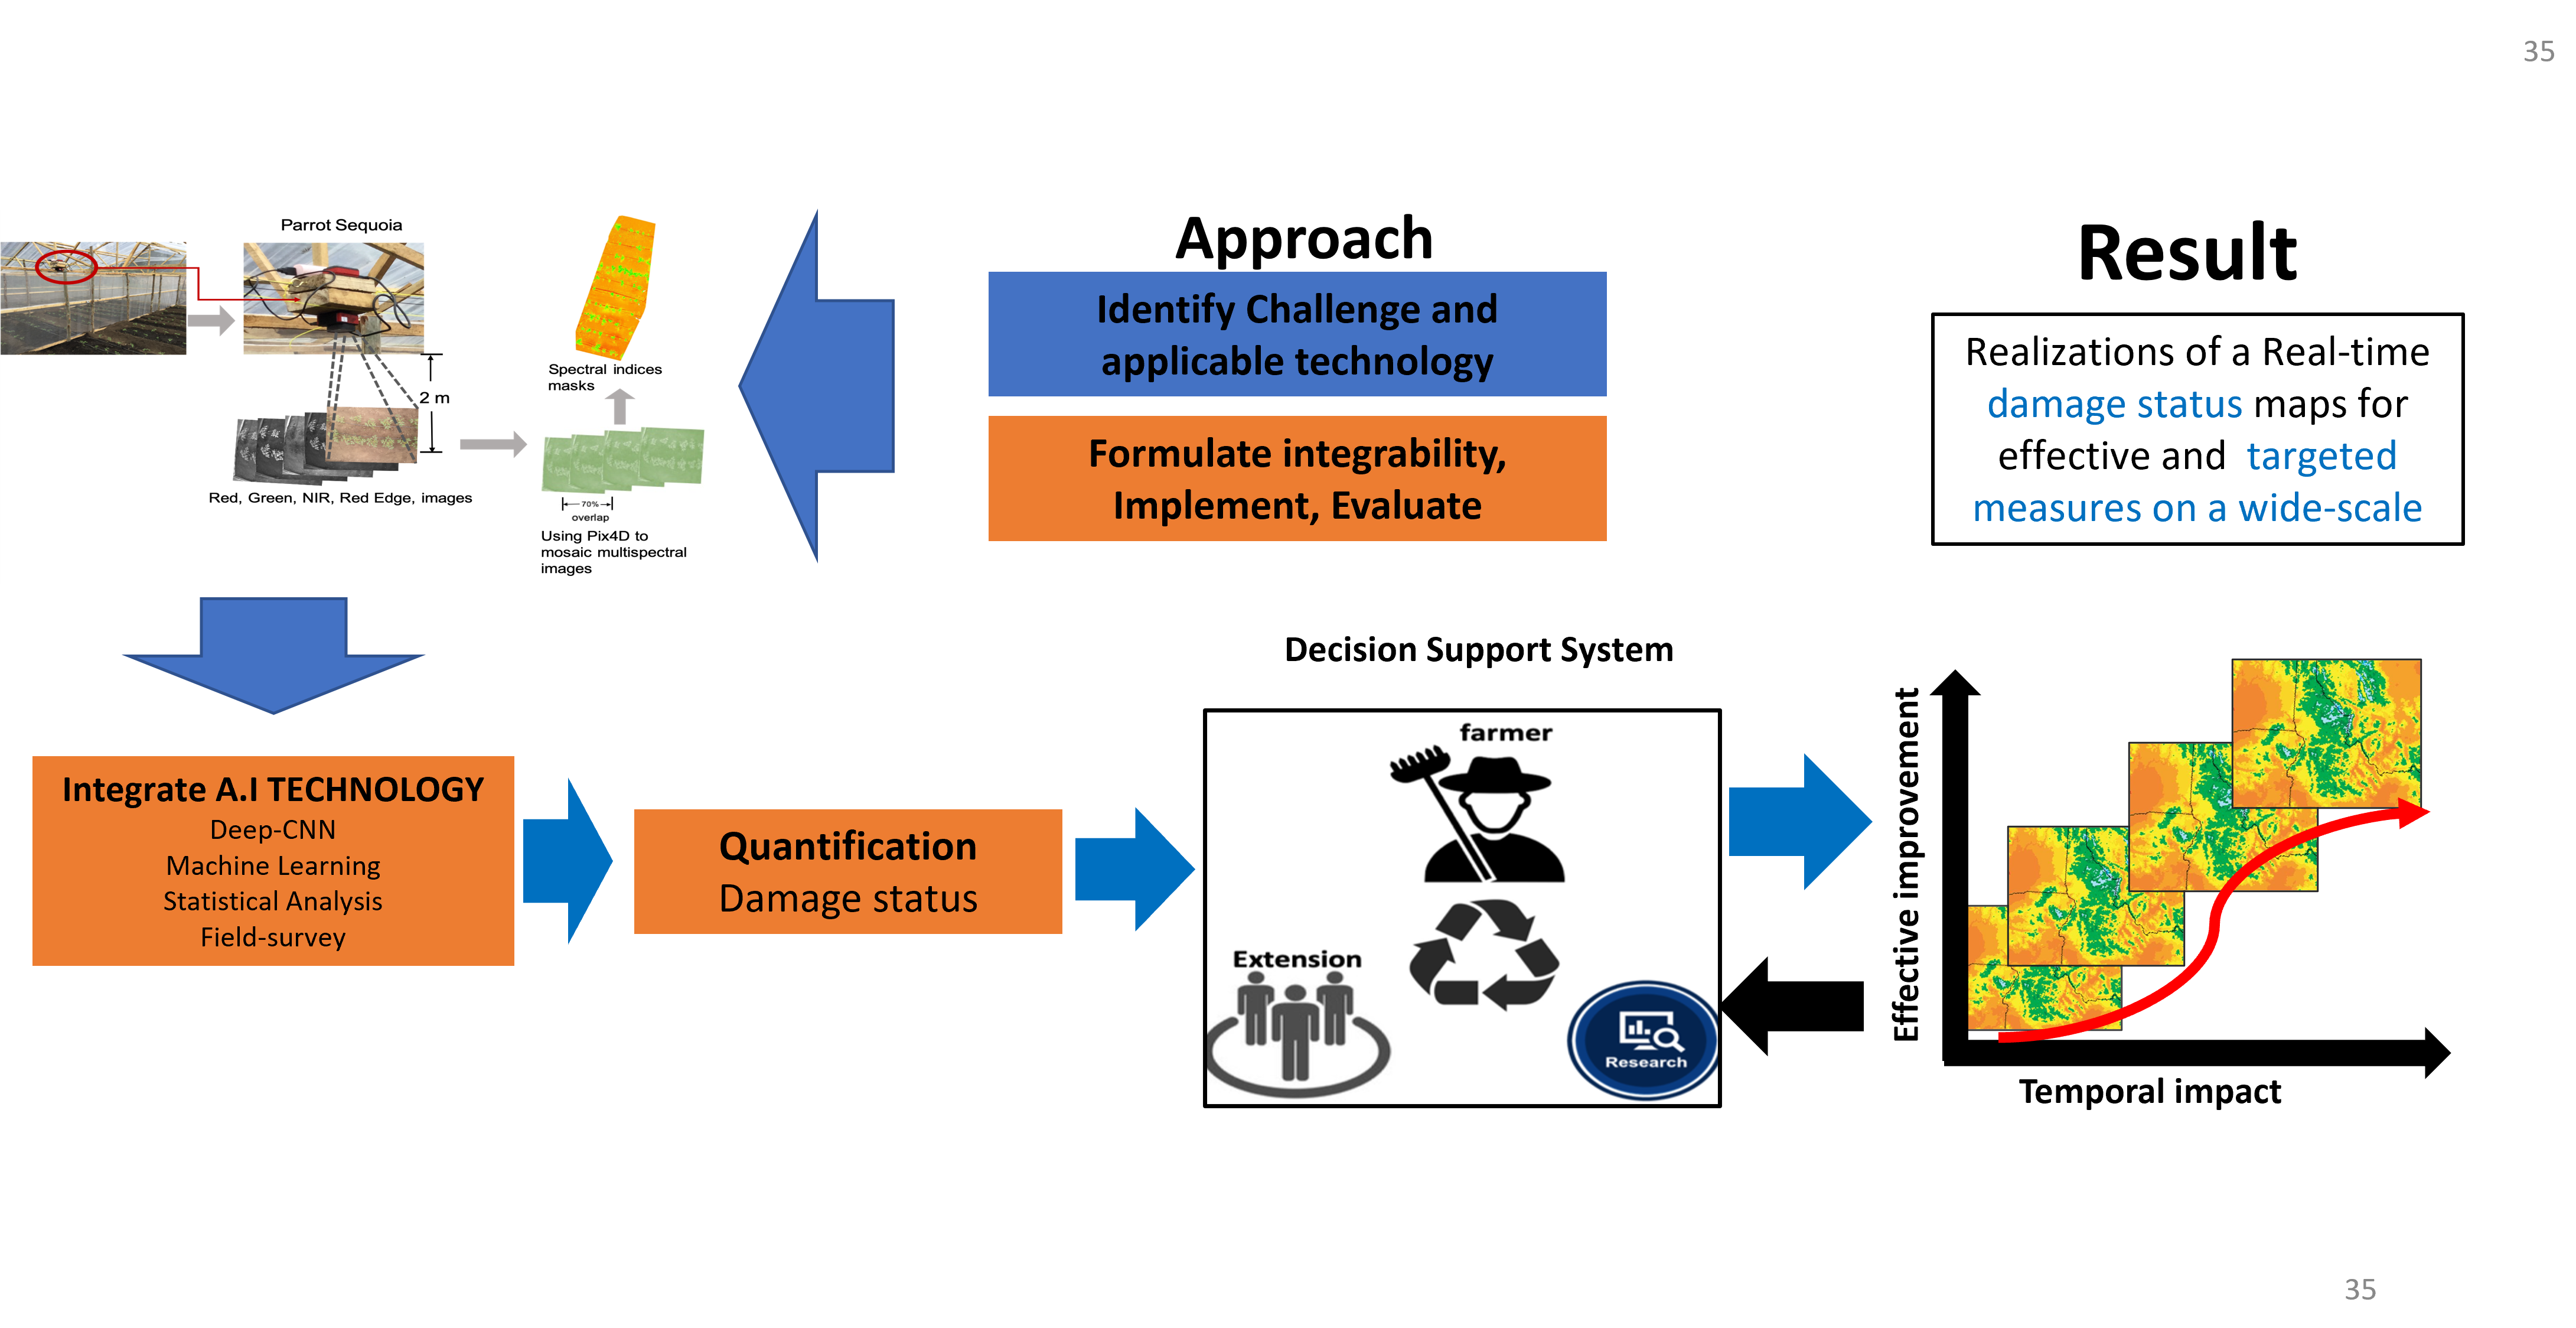 35
Parrot Sequoia
2 m
Red, Green, NIR, Red Edge, images
Spectral indices
masks
70%
overlap
Using Pix4D to
mosaic multispectral
images
Approach
Identify Challenge and
applicable technology
Formulate integrability,
Implement, Evaluate
Result
Realizations of a Real-time
damage status maps for
effective and  targeted
measures on a wide-scale
Integrate A.I TECHNOLOGY
Deep-CNN
Machine Learning
Statistical Analysis
Field-survey
Quantification
Damage status
Decision Support System
farmer
Extension
Research
Effective improvement
Temporal impact
35